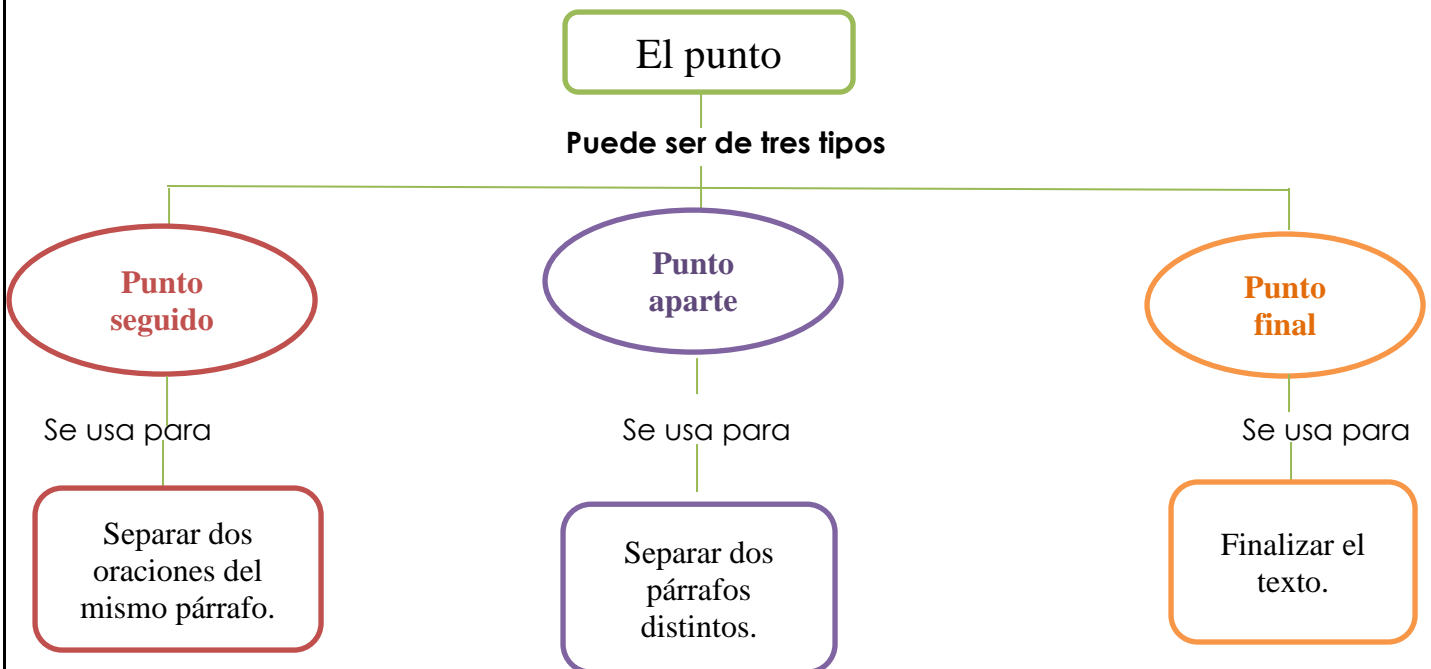 El punto
Puede ser de tres tipos
Punto
seguido
Punto
aparte
Punto
final
Se usa para
Se usa para
Se usa para
Separar dos
oraciones del
mismo párrafo.
Separar dos
párrafos
distintos.
Finalizar el
texto.